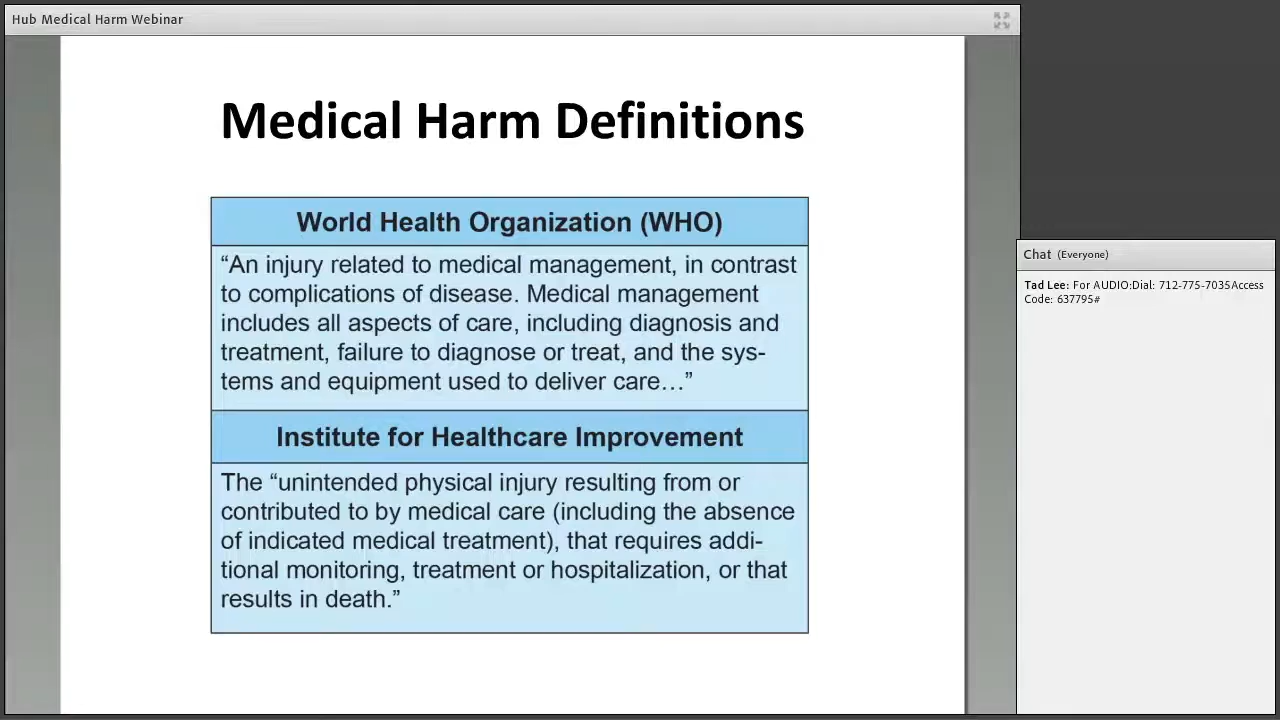 Hub Medical Harm Webinar
Medical Harm Definitions
World Health Organization (WHO)
“An injury related to medical management, in contrast
to complications of disease. Medical management
includes all aspects of care, including diagnosis and
treatment, failure to diagnose or treat, and the sys-
tems and equipment used to deliver care…”
Institute for Healthcare Improvement
The “unintended physical injury resulting from or
contributed to by medical care (including the absence
of indicated medical treatment), that requires addi-
tional monitoring, treatment or hospitalization, or that
results in death.”
Chat (Everyone)
Tad Lee: For AUDIO:Dial: 712-775-7035Access
Code: 637795#